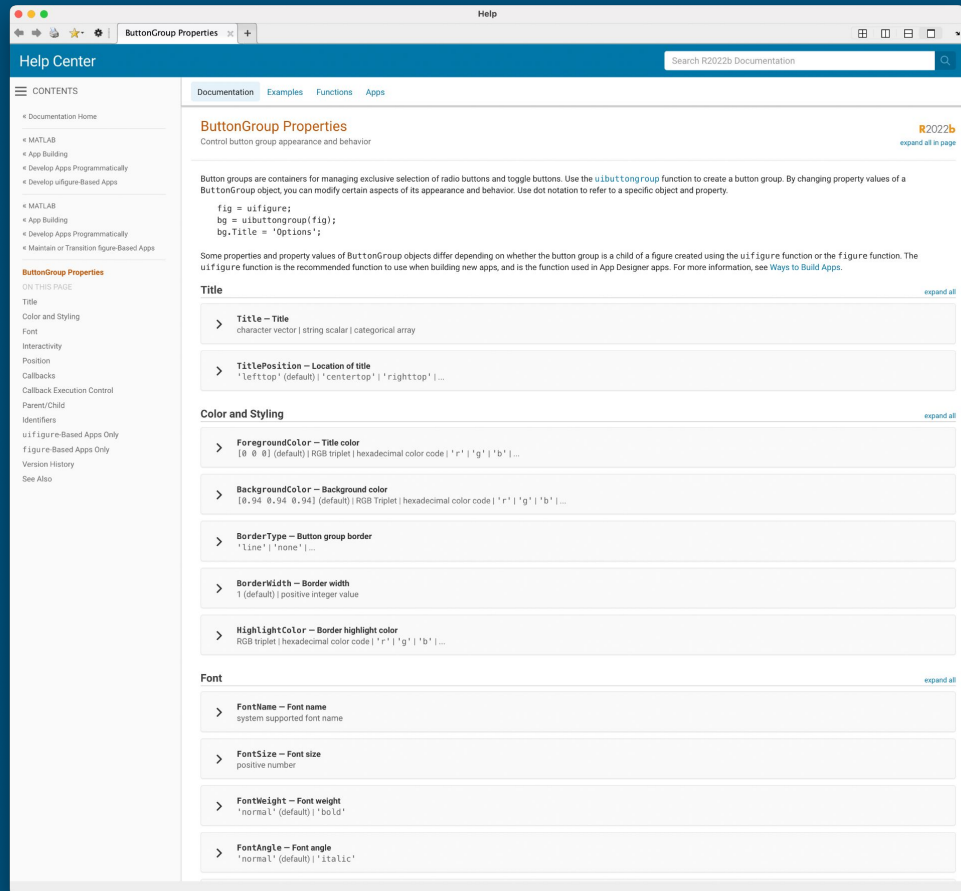 Help
ButtonGroup Properties
Help Center
Search R2022b Documentation
CONTENTS
Documentation Examples Functions Apps
« Documentation Home
« MATLAB
« App Building
« Develop Apps Programmatically
« Develop uifigure-Based Apps
« MATLAB
« App Building
« Develop Apps Programmatically
« Maintain or Transition figure-Based Apps
ButtonGroup Properties
ON THIS PAGE
Title
Color and Styling
Font
Interactivity
Position
Callbacks
Callback Execution Control
Parent/Child
Identifiers
uifigure-Based Apps Only
figure-Based Apps Only
Version History
See Also
ButtonGroup Properties
R2022b
Control button group appearance and behavior
expand all in page
Button groups are containers for managing exclusive selection of radio buttons and toggle buttons. Use the uibuttongroup function to create a button group. By changing property values of a
ButtonGroup object, you can modify certain aspects of its appearance and behavior. Use dot notation to refer to a specific object and property.
fig = uifigure;
bg = uibuttongroup(fig);
bg.Title = 'Options';
Some properties and property values of ButtonGroup objects differ depending on whether the button group is a child of a figure created using the uifigure function or the figure function. The
uifigure function is the recommended function to use when building new apps, and is the function used in App Designer apps. For more information, see Ways to Build Apps.
Title
expand all
Title — Title
character vector | string scalar | categorical array
TitlePosition — Location of title
'lefttop' (default) | 'centertop' | 'righttop' | ...
Color and Styling
expand all
ForegroundColor — Title color
[0 0 0] (default) | RGB triplet | hexadecimal color code | 'r' | 'g' | 'b' | ...
BackgroundColor — Background color
[0.94 0.94 0.94] (default) | RGB Triplet | hexadecimal color code | 'r' | 'g' | 'b' | ...
BorderType — Button group border
'line' | 'none' | ...
BorderWidth — Border width
1 (default) | positive integer value
HighlightColor — Border highlight color
RGB triplet | hexadecimal color code | 'r' | 'g' | 'b' | ...
Font
expand all
FontName — Font name
system supported font name
FontSize — Font size
positive number
FontWeight — Font weight
'normal' (default) | 'bold'
FontAngle — Font angle
'normal' (default) | 'italic'